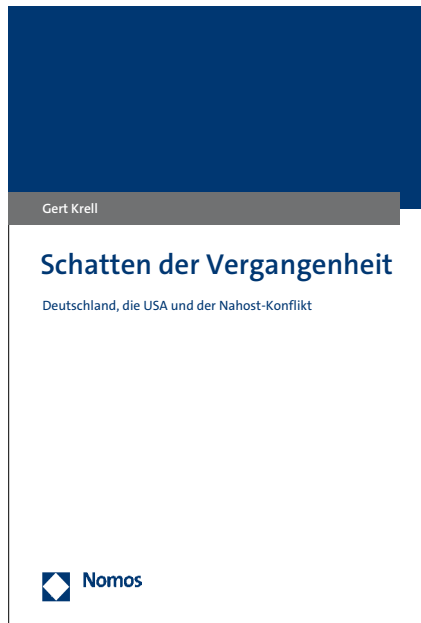 Gert Krell
Schatten der Vergangenheit
Deutschland, die USA und der Nahost-Konflikt
Nomos